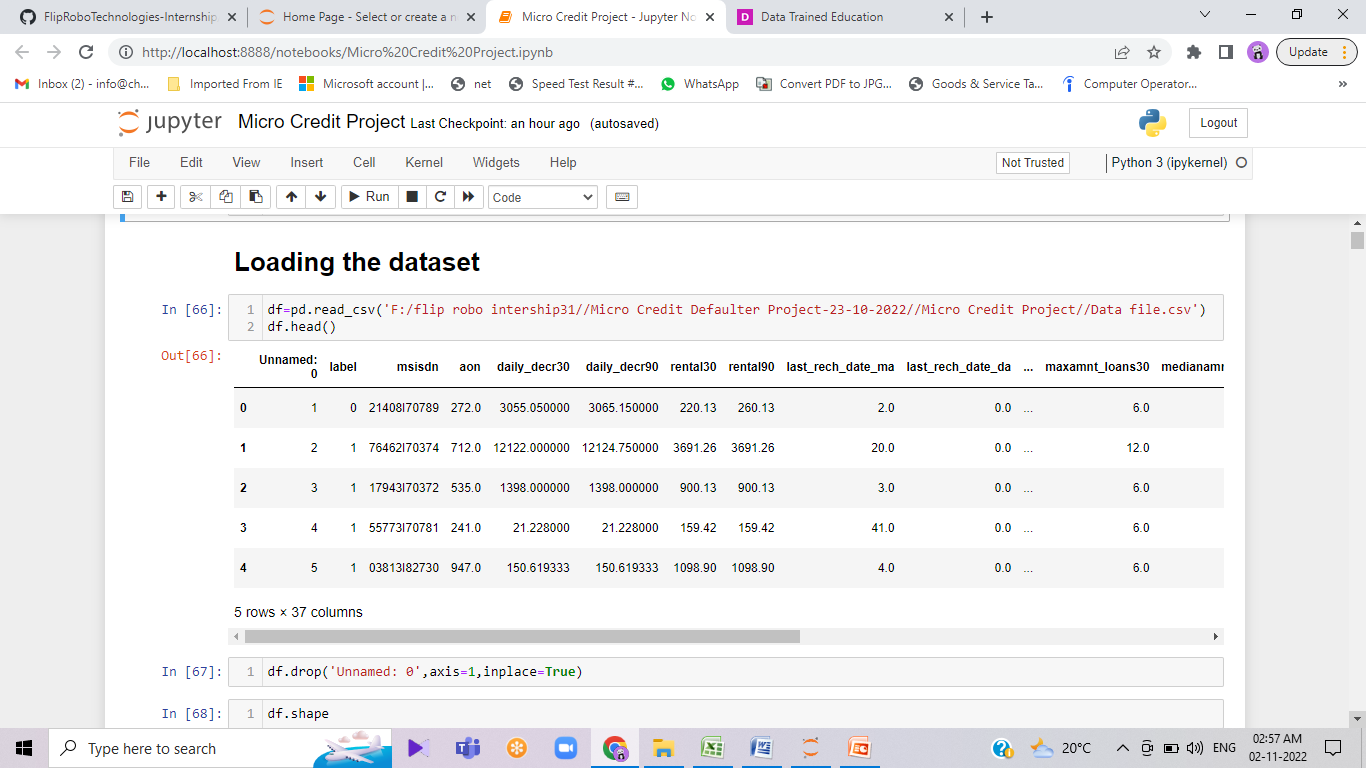 FlipRoboTechnologies-Internship
Home Page - Select or create a n
Micro Credit Project - Jupyter No
D Data Trained Education
http://localhost:8888/notebooks/Micro%20Credit%20Project.ipynb
Update
Inbox (2) - info@ch...
Imported From IE
Microsoft account |...
net
Speed Test Result #...
WhatsApp
Convert PDF to JPG...
Goods & Service Ta...
Computer Operator...
»
jupyter Micro Credit Project Last Checkpoint: an hour ago (autosaved)
Logout
File Edit View Insert Cell Kernel Widgets Help
Not Trusted
Python 3 (ipykernel)
Run
Code
Loading the dataset
In [66]:
1 df=pd.read_csv('F:/flip robo intership31//Micro Credit Defaulter Project-23-10-2022//Micro Credit Project//Data file.csv')
2 df.head()
Out[66]:
Unnamed: 0 label msisdn aon daily_decr30 daily_decr90 rental30 rental90 last_rech_date_ma last_rech_date_da ... maxamnt_loans30 medianamr
0 1 0 21408I70789 272.0 3055.050000 3065.150000 220.13 260.13 2.0 0.0 ... 6.0
1 2 1 76462I70374 712.0 12122.000000 12124.750000 3691.26 3691.26 20.0 0.0 ... 12.0
2 3 1 17943I70372 535.0 1398.000000 1398.000000 900.13 900.13 3.0 0.0 ... 6.0
3 4 1 55773I70781 241.0 21.228000 21.228000 159.42 159.42 41.0 0.0 ... 6.0
4 5 1 03813I82730 947.0 150.619333 150.619333 1098.90 1098.90 4.0 0.0 ... 6.0
5 rows × 37 columns
In [67]:
1 df.drop('Unnamed: 0',axis=1,inplace=True)
In [68]:
1 df.shape
Type here to search
20°C
ENG
02:57 AM
02-11-2022